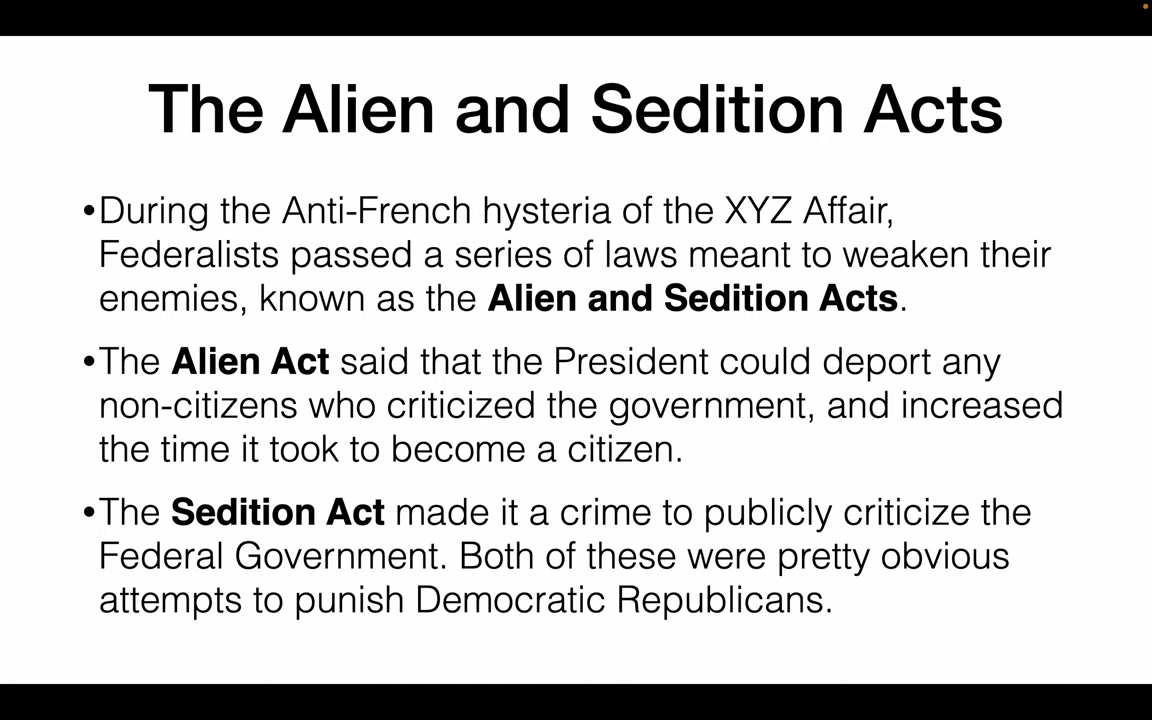 The Alien and Sedition Acts
•During the Anti-French hysteria of the XYZ Affair,
Federalists passed a series of laws meant to weaken their
enemies, known as the Alien and Sedition Acts.
•The Alien Act said that the President could deport any
non-citizens who criticized the government, and increased
the time it took to become a citizen.
•The Sedition Act made it a crime to publicly criticize the
Federal Government. Both of these were pretty obvious
attempts to punish Democratic Republicans.